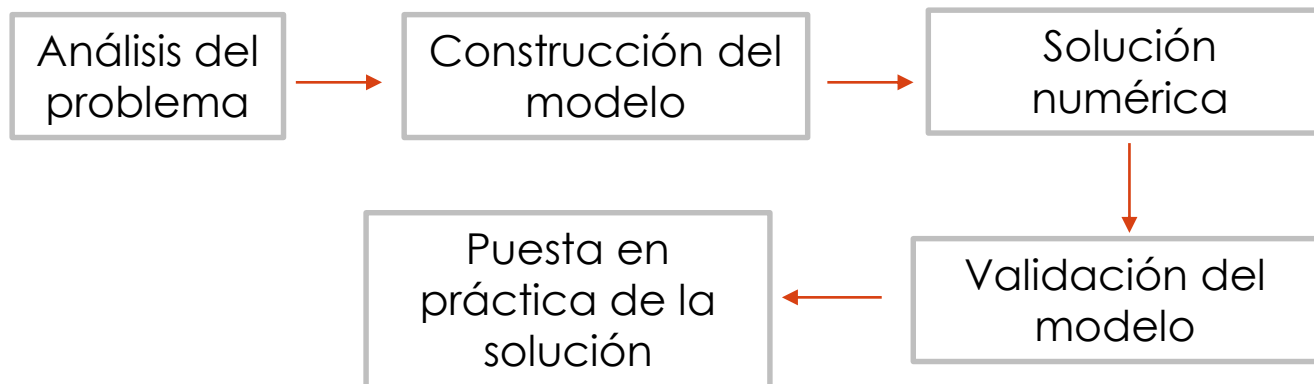 Análisis del
problema
Construcción del
modelo
Solución
numérica
Validación del
modelo
Puesta en
práctica de la
solución